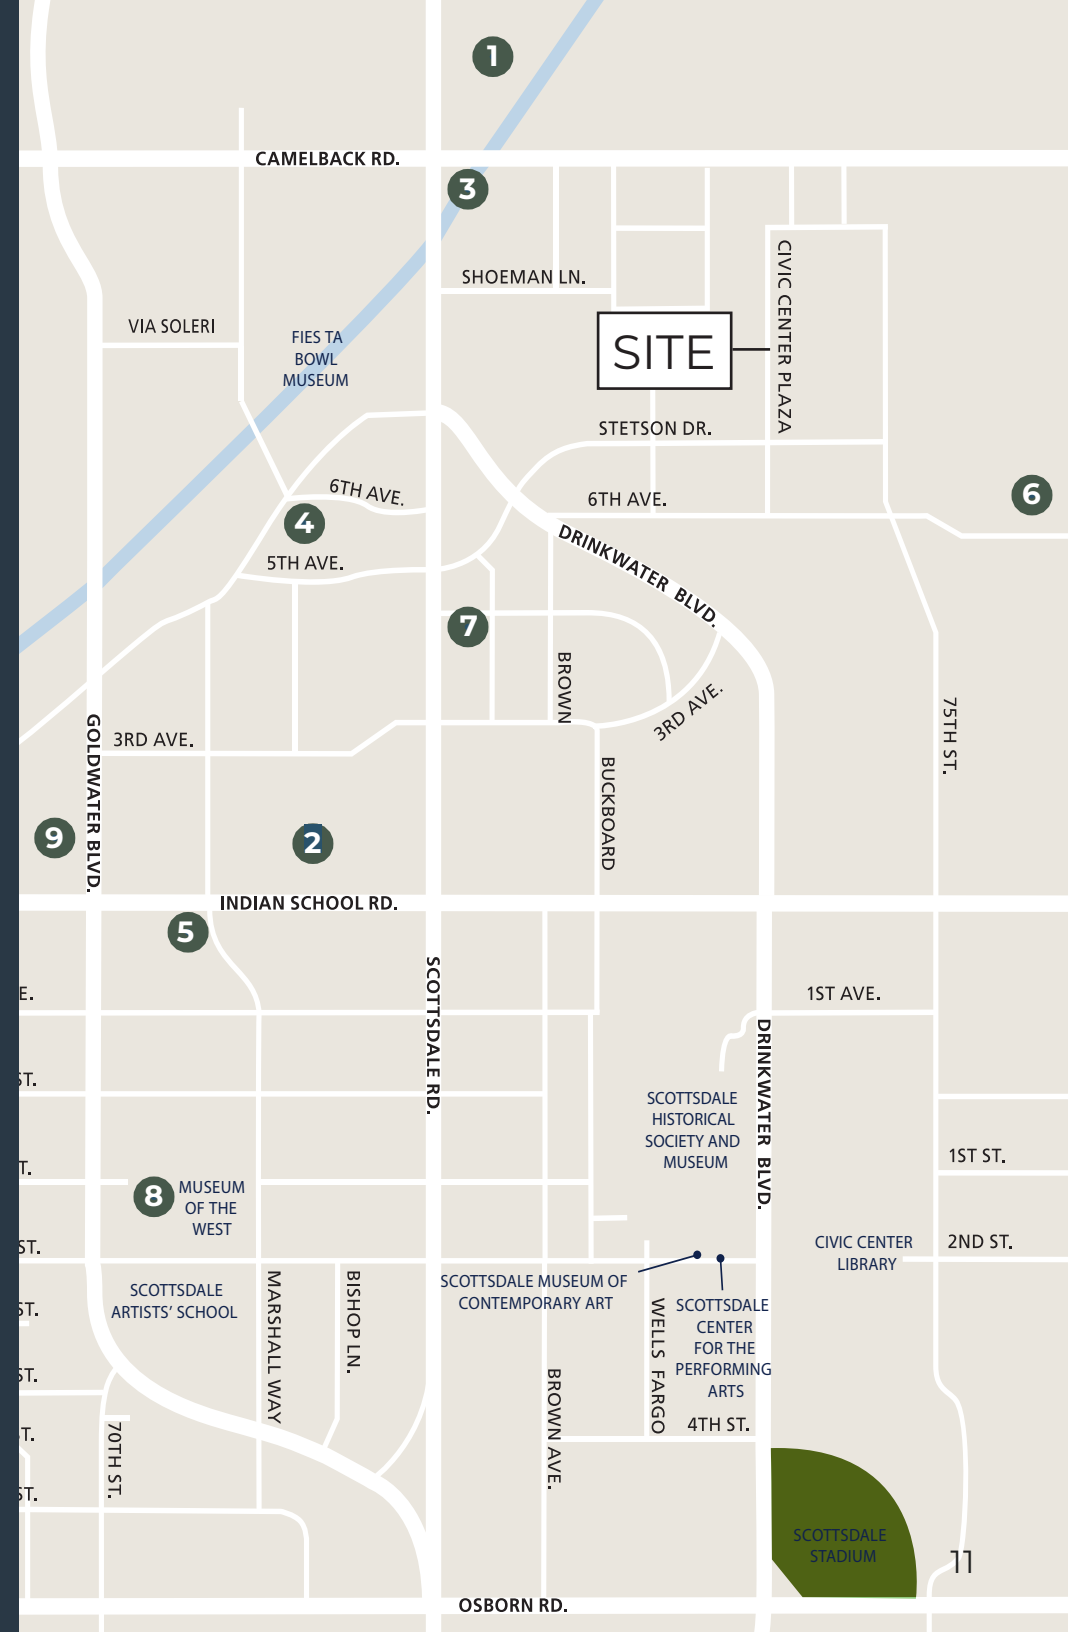 1
CAMELBACK RD.
3
SHOEMAN LN.
CIVIC CENTER PLAZA
VIA SOLERI
FIES TA
BOWL
MUSEUM
SITE
STETSON DR.
6TH AVE.
6TH AVE.
6
4
5TH AVE.
DRINKWATER BLVD.
7
BROWN
3RD AVE.
75TH ST.
GOLDWATER BLVD.
3RD AVE.
BUCKBOARD
9
2
INDIAN SCHOOL RD.
5
SCOTTSDALE RD.
E.
1ST AVE.
DRINKWATER BLVD.
ST.
SCOTTSDALE
HISTORICAL
SOCIETY AND
MUSEUM
1ST ST.
T.
8
MUSEUM
OF THE
WEST
ST.
CIVIC CENTER
LIBRARY
2ND ST.
SCOTTSDALE
ARTISTS’ SCHOOL
MARSHALL WAY
BISHOP LN.
SCOTTSDALE MUSEUM OF
CONTEMPORARY ART
WELLS FARGO
SCOTTSDALE
CENTER
FOR THE
PERFORMING
ARTS
ST.
ST.
BROWN AVE.
4TH ST.
70TH ST.
T.
ST.
SCOTTSDALE
STADIUM
11
OSBORN RD.